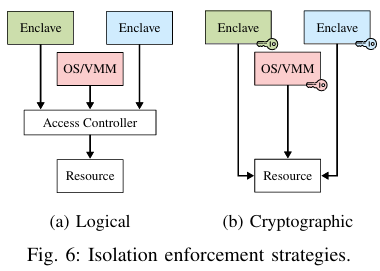 Enclave Enclave Enclave Enclave
OS/VMM OS/VMM
Access Controller
Resource Resource
(a) Logical (b) Cryptographic
Fig. 6: Isolation enforcement strategies.